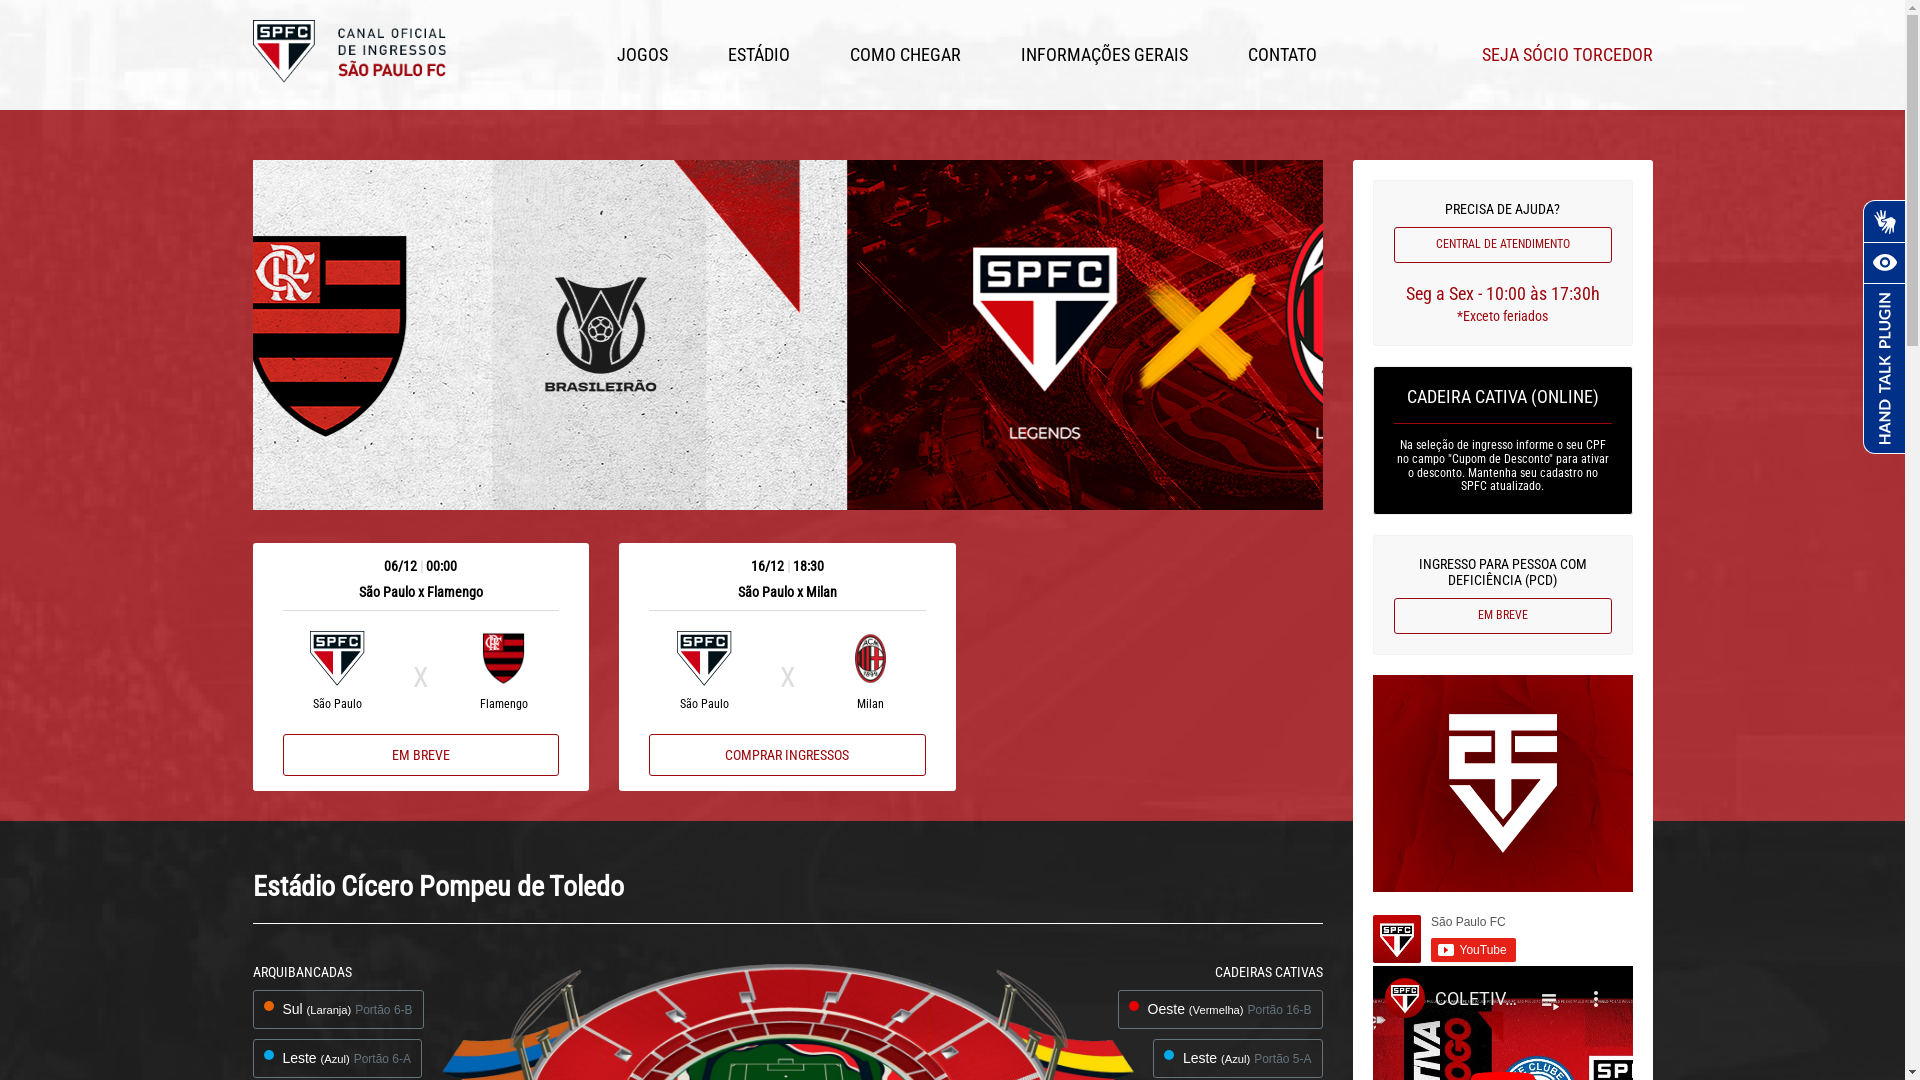 SPFC
CANAL OFICIAL
DE INGRESSOS
SÃO PAULO FC
JOGOS
ESTÁDIO
COMO CHEGAR
INFORMAÇÕES GERAIS
CONTATO
SEJA SÓCIO TORCEDOR
CRF
BRASILEIRÃO
SPFC
LEGENDS
06/12 | 00:00
São Paulo x Flamengo
SPFC
X
São Paulo
Flamengo
EM BREVE
16/12 | 18:30
São Paulo x Milan
SPFC
X
São Paulo
Milan
COMPRAR INGRESSOS
PRECISA DE AJUDA?
CENTRAL DE ATENDIMENTO
Seg a Sex - 10:00 às 17:30h
*Exceto feriados
CADEIRA CATIVA (ONLINE)
Na seleção de ingresso informe o seu CPF
no campo "Cupom de Desconto" para ativar
o desconto. Mantenha seu cadastro no
SPFC atualizado.
INGRESSO PARA PESSOA COM
DEFICIÊNCIA (PCD)
EM BREVE
SPFC
São Paulo FC
YouTube
SPFC
COLETIV...
SPFC
HAND TALK PLUGIN
Estádio Cícero Pompeu de Toledo
ARQUIBANCADAS
Sul (Laranja) Portão 6-B
Leste (Azul) Portão 6-A
CADEIRAS CATIVAS
Oeste (Vermelha) Portão 16-B
Leste (Azul) Portão 5-A